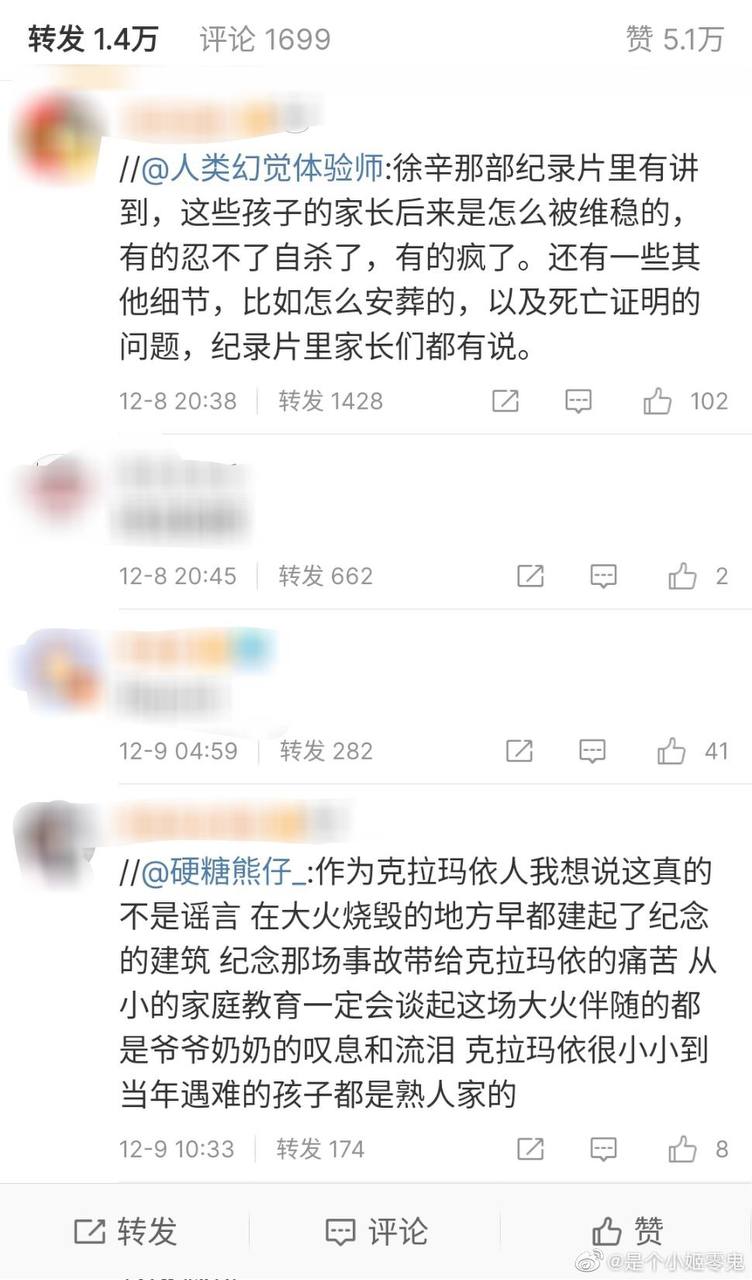 转发 1.4万 评论 1699 赞 5.1万
//@人类幻觉体验师:徐辛那部纪录片里有讲
到，这些孩子的家长后来是怎么被维稳的，
有的忍不了自杀了，有的疯了。还有一些其
他细节，比如怎么安葬的，以及死亡证明的
问题，纪录片里家长们都有说。
12-8 20:38 转发 1428 102
12-8 20:45 转发 662 2
12-9 04:59 转发 282 41
//@硬糖熊仔_:作为克拉玛依人我想说这真的
不是谣言 在大火烧毁的地方早都建起了纪念
的建筑 纪念那场事故带给克拉玛依的痛苦 从
小的家庭教育一定会谈起这场大火伴随的都
是爷爷奶奶的叹息和流泪 克拉玛依很小小到
当年遇难的孩子都是熟人家的
12-9 10:33 转发 174 8
转发 评论 赞
@是个小姬零鬼